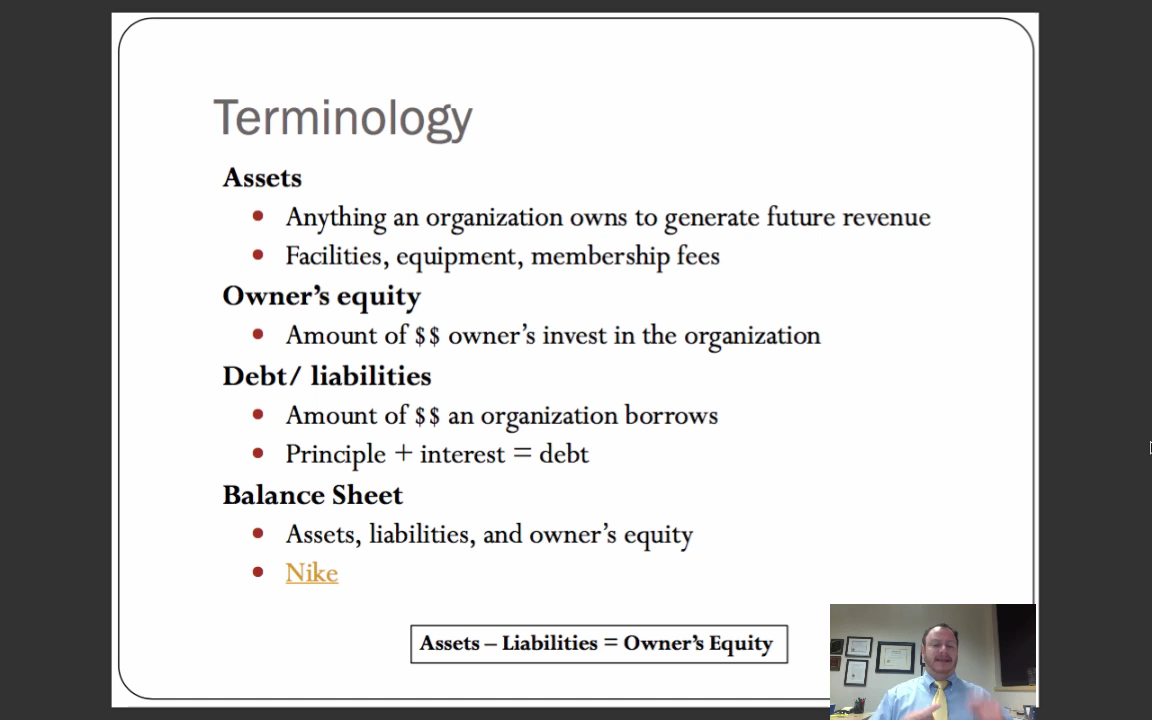 Terminology
Assets
Anything an organization owns to generate future revenue
Facilities, equipment, membership fees
Owner’s equity
Amount of $$ owner’s invest in the organization
Debt/ liabilities
Amount of $$ an organization borrows
Principle + interest = debt
Balance Sheet
Assets, liabilities, and owner’s equity
Nike
Assets – Liabilities = Owner’s Equity